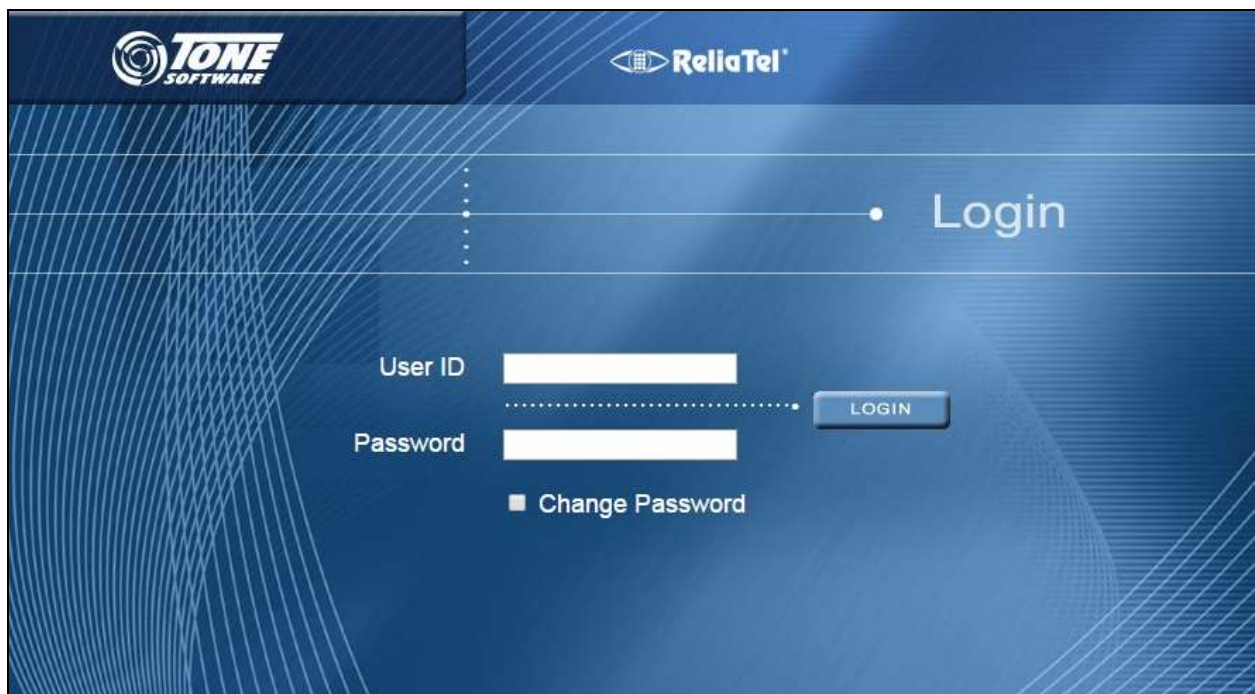 TONE
SOFTWARE
ReliaTel
Login
User ID
LOGIN
Password
Change Password